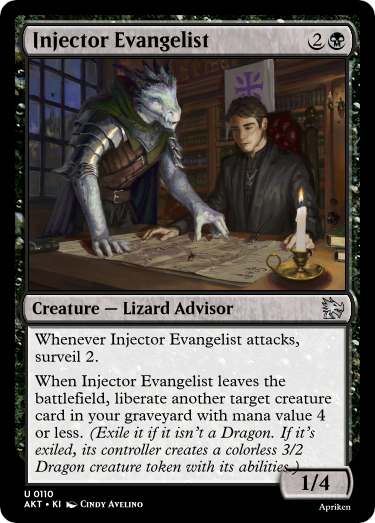 Injector Evangelist
2
Creature — Lizard Advisor
Whenever Injector Evangelist attacks,
surveil 2.
When Injector Evangelist leaves the
battlefield, liberate another target creature
card in your graveyard with mana value 4
or less. (Exile it if it isn't a Dragon. If it's
exiled, its controller creates a colorless 3/2
Dragon creature token with its abilities.)
1/4
U 0110
AKT • KI Cindy Avelino
Apriken